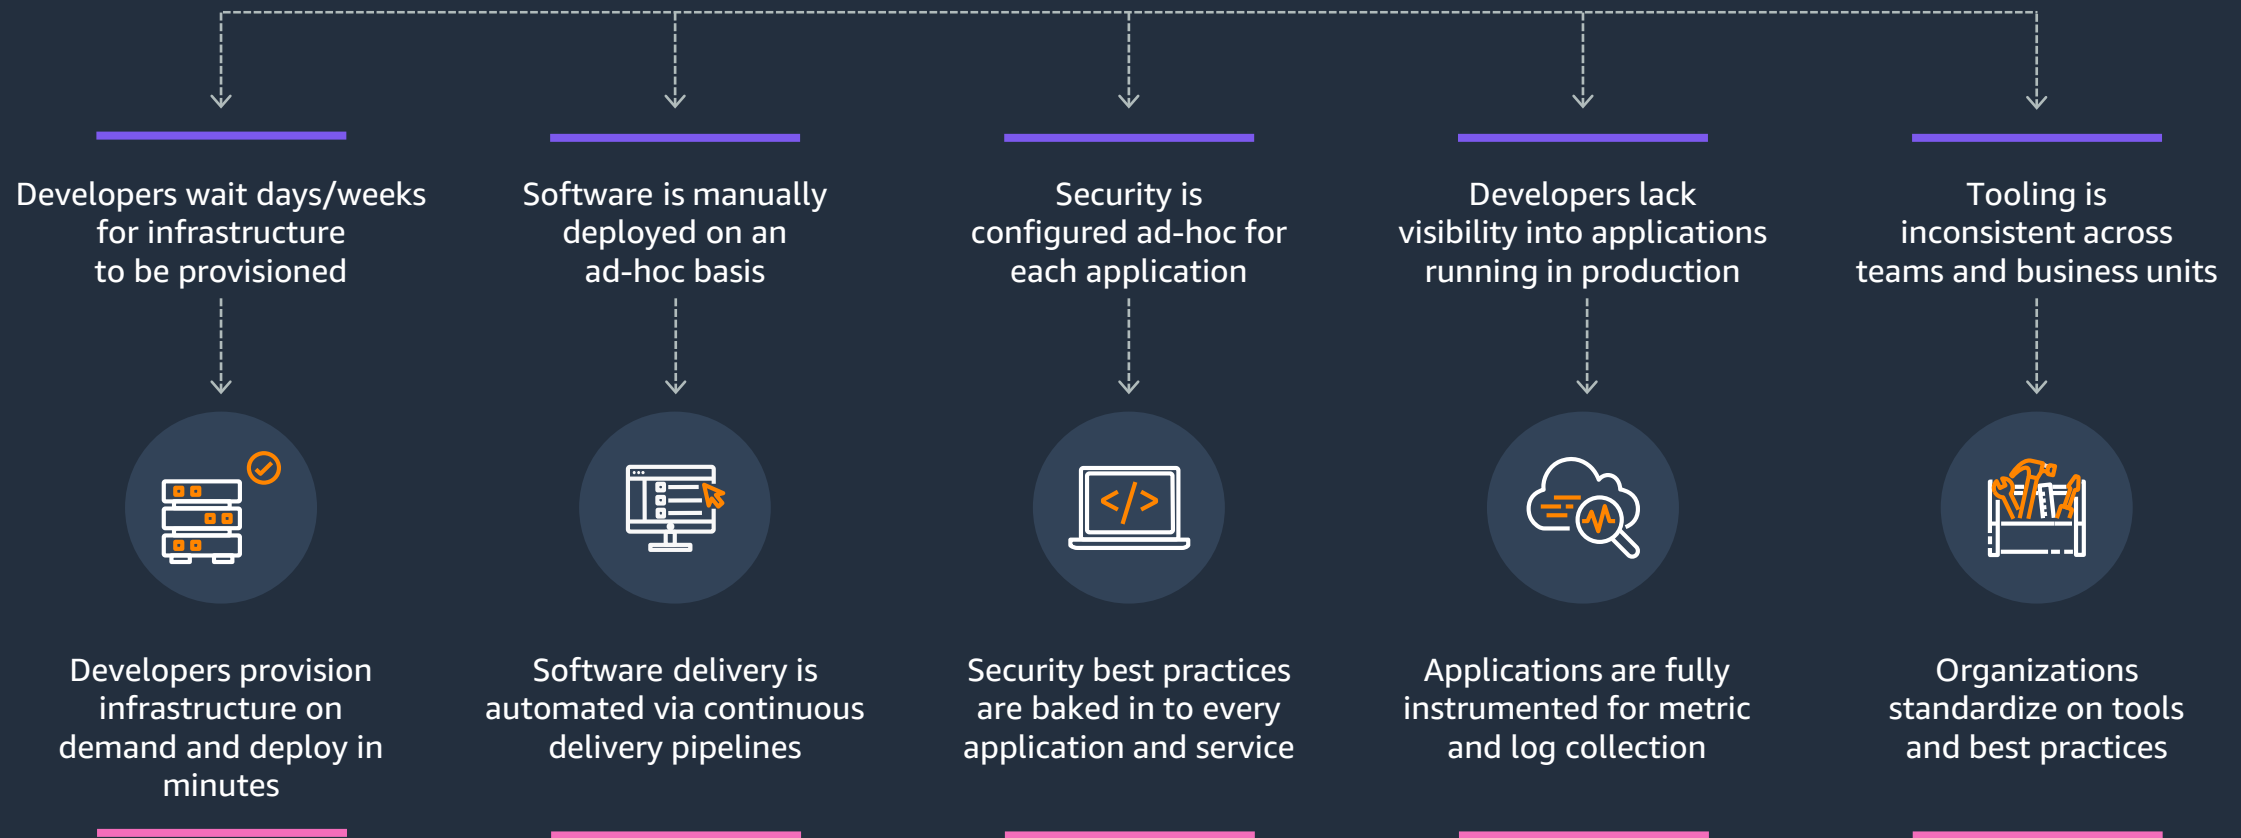 Developers wait days/weeks
for infrastructure
to be provisioned
Software is manually
deployed on an
ad-hoc basis
Security is
configured ad-hoc for
each application
Developers lack
visibility into applications
running in production
Tooling is
inconsistent across
teams and business units
</>
Developers provision
infrastructure on
demand and deploy in
minutes
Software delivery is
automated via continuous
delivery pipelines
Security best practices
are baked in to every
application and service
Applications are fully
instrumented for metric
and log collection
Organizations
standardize on tools
and best practices